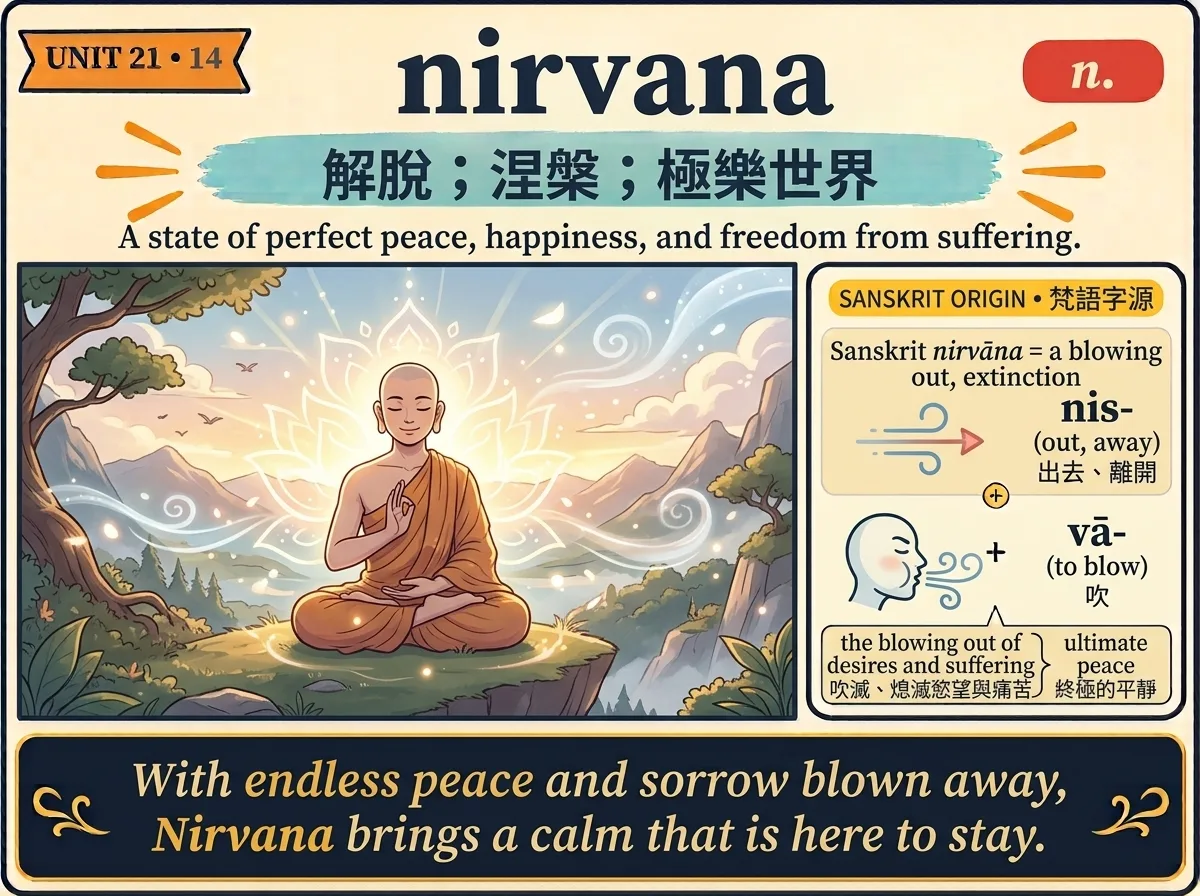 UNIT 21 • 14
nirvana
n.
解脫；涅槃；極樂世界
A state of perfect peace, happiness, and freedom from suffering.
SANSKRIT ORIGIN • 梵語字源
Sanskrit nirvāna = a blowing
out, extinction
nis-
(out, away)
出去、離開
+
+
vā-
(to blow)
吹
the blowing out of
desires and suffering
吹滅、熄滅慾望與痛苦
ultimate
peace
終極的平靜
With endless peace and sorrow blown away,
Nirvana brings a calm that is here to stay.